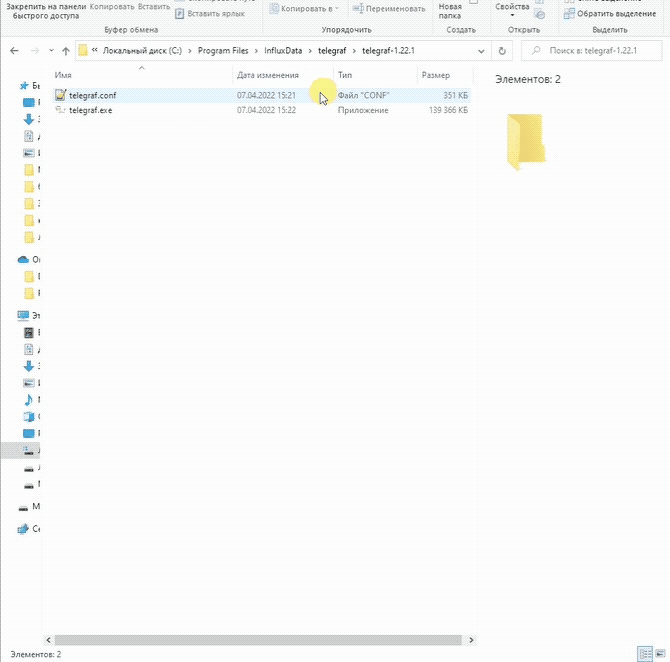 Закрепить на панели
быстрого доступа
Копировать Вставить
Вставить ярлык
Копировать в
Переименовать
Новая
папка
Свойства
Обратить выделение
Буфер обмена
Упорядочить
Создать
Открыть
Выделить
« Локальный диск (C:) > Program Files > InfluxData > telegraf > telegraf-1.22.1
Поиск в: telegraf-1.22.1
Имя Дата изменения Тип Размер
telegraf.conf 07.04.2022 15:21 Файл "CONF" 351 КБ
telegraf.exe 07.04.2022 15:22 Приложение 139 366 КБ
Элементов: 2
Элементов: 2